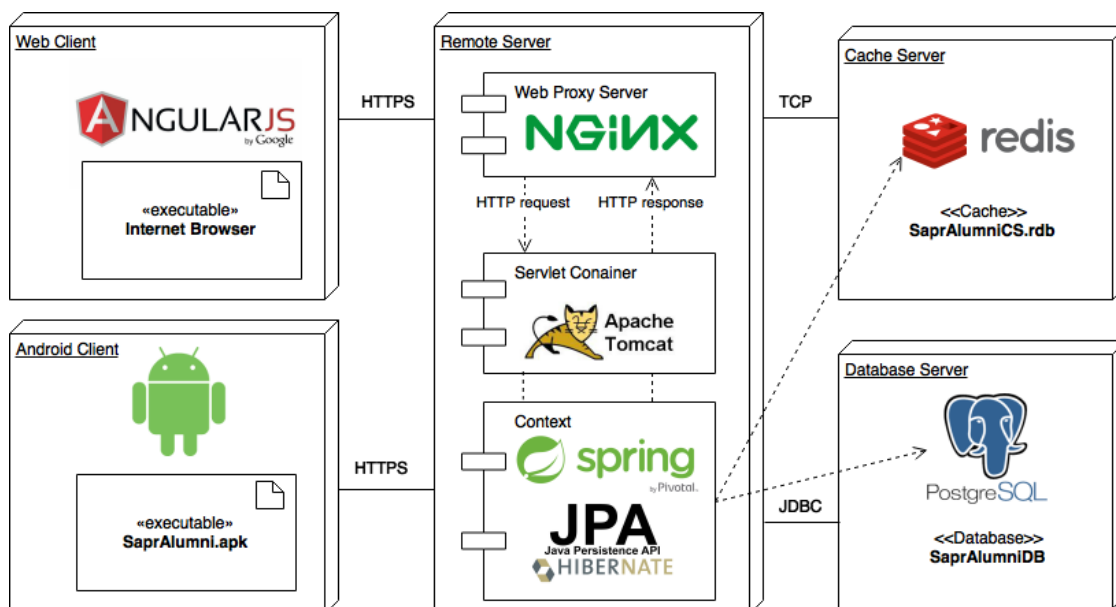 Web Client
ANGULARJS
by Google
«executable»
Internet Browser
Android Client
«executable»
SaprAlumni.apk
HTTPS
HTTPS
Remote Server
Web Proxy Server
NGiNX
HTTP request
HTTP response
Servlet Conainer
Apache
Tomcat
Context
spring
by Pivotal.
JPA
Java Persistence API
HIBERNATE
TCP
JDBC
Cache Server
redis
<<Cache>>
SaprAlumniCS.rdb
Database Server
PostgreSQL
<<Database>>
SaprAlumniDB